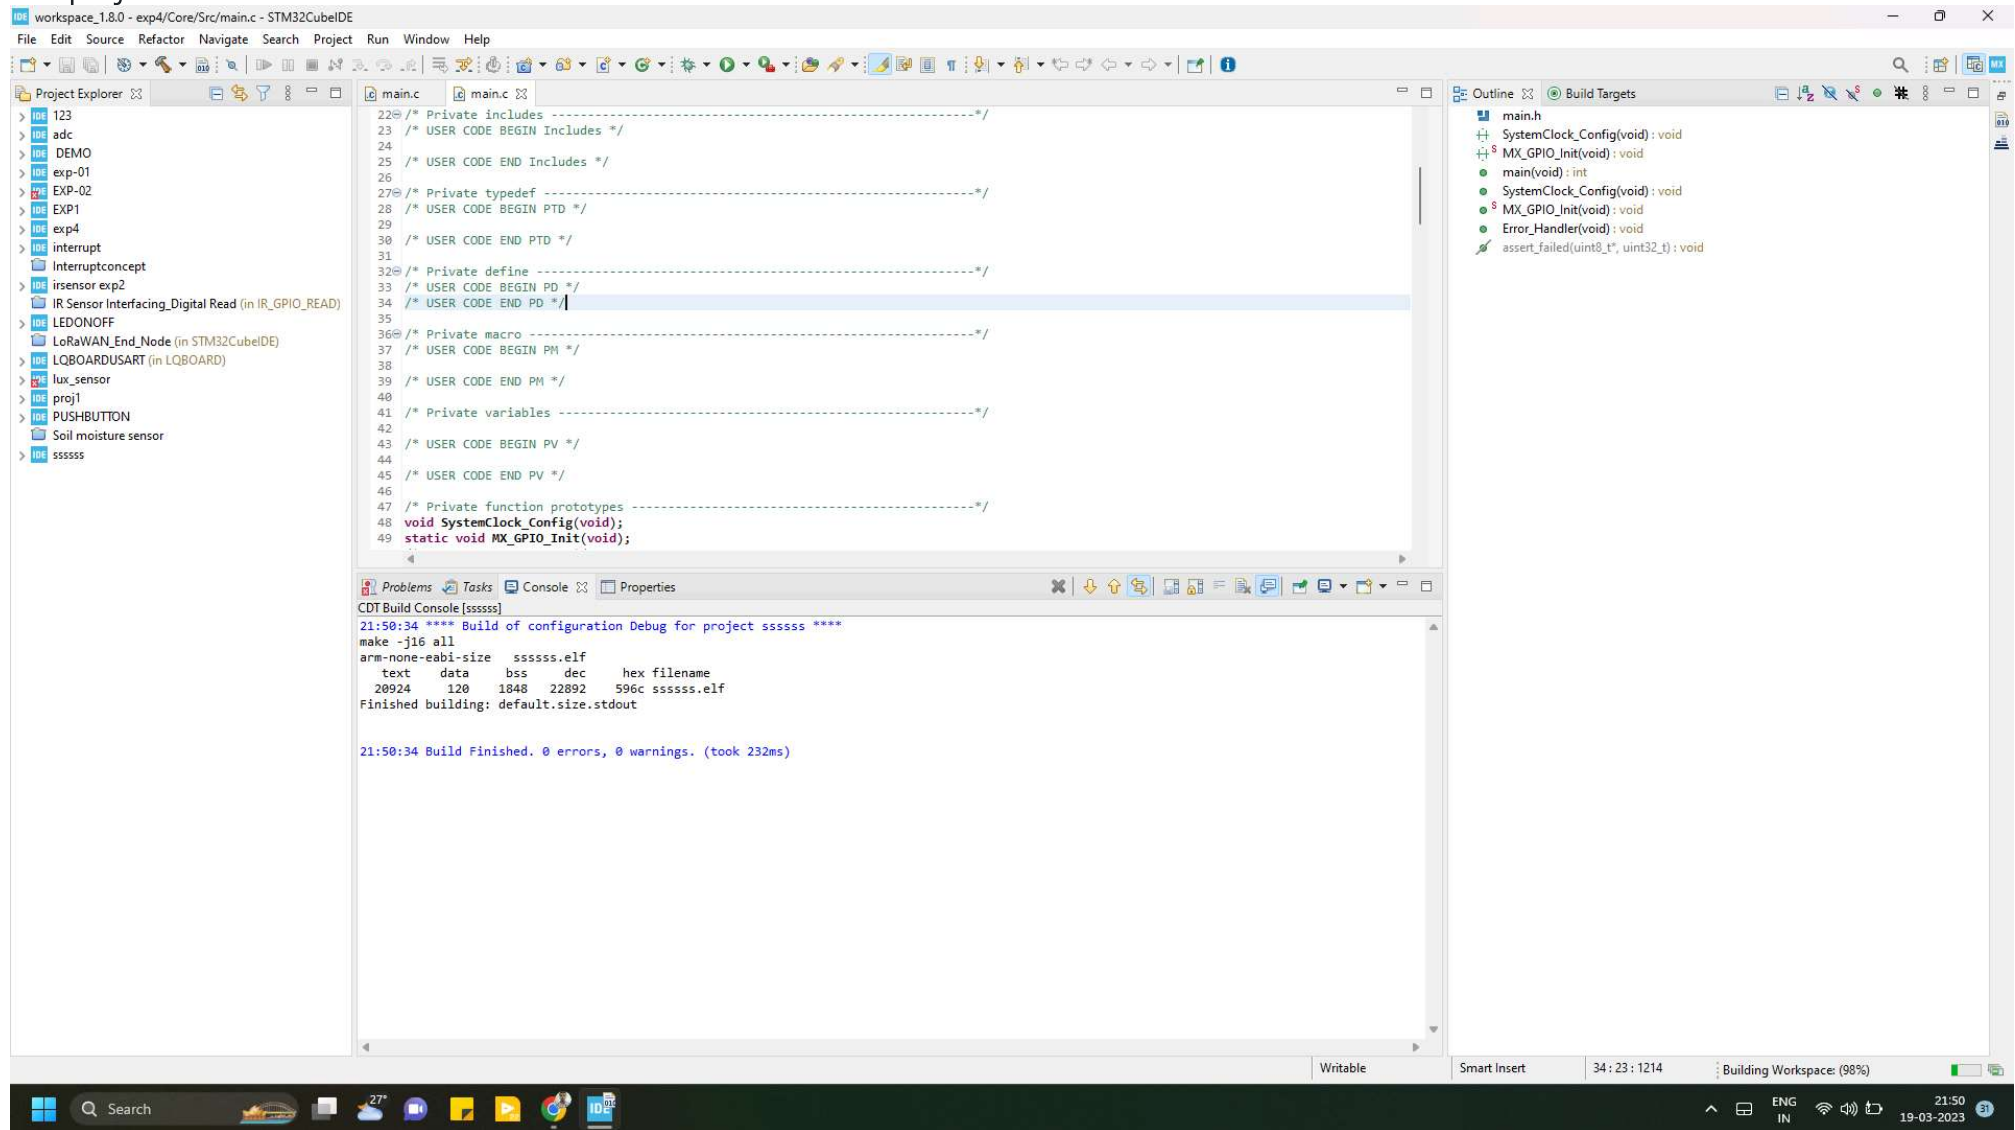 workspace_1.8.0 - exp4/Core/Src/main.c - STM32CubeIDE
File Edit Source Refactor Navigate Search Project Run Window Help
Project Explorer
123
adc
DEMO
exp-01
EXP-02
EXP1
exp4
interrupt
Interruptconcept
irsensor exp2
IR Sensor Interfacing_Digital Read (in IR_GPIO_READ)
LEDONOFF
LoRaWAN_End_Node (in STM32CubeIDE)
LQBOARDUSART (in LQBOARD)
lux_sensor
proj1
PUSHBUTTON
Soil moisture sensor
ssssss
main.c main.c
22 /* Private includes ----------------------------------------------------------*/
23 /* USER CODE BEGIN Includes */
24
25 /* USER CODE END Includes */
26
27 /* Private typedef -----------------------------------------------------------*/
28 /* USER CODE BEGIN PTD */
29
30 /* USER CODE END PTD */
31
32 /* Private define ------------------------------------------------------------*/
33 /* USER CODE BEGIN PD */
34 /* USER CODE END PD */
35
36 /* Private macro -------------------------------------------------------------*/
37 /* USER CODE BEGIN PM */
38
39 /* USER CODE END PM */
40
41 /* Private variables ---------------------------------------------------------*/
42
43 /* USER CODE BEGIN PV */
44
45 /* USER CODE END PV */
46
47 /* Private function prototypes -----------------------------------------------*/
48 void SystemClock_Config(void);
49 static void MX_GPIO_Init(void);
Problems Tasks Console Properties
CDT Build Console [ssssss]
21:50:34 **** Build of configuration Debug for project ssssss ****
make -j16 all
arm-none-eabi-size ssssss.elf
text data bss dec hex filename
20924 120 1848 22892 596c ssssss.elf
Finished building: default.size.stdout
21:50:34 Build Finished. 0 errors, 0 warnings. (took 232ms)
Outline Build Targets
main.h
SystemClock_Config(void) : void
MX_GPIO_Init(void) : void
main(void) : int
SystemClock_Config(void) : void
MX_GPIO_Init(void) : void
Error_Handler(void) : void
assert_failed(uint8_t*, uint32_t) : void
Writable Smart Insert 34 : 23 : 1214 Building Workspace: (98%)
Search
27°
ENG
IN
21:50
19-03-2023
31